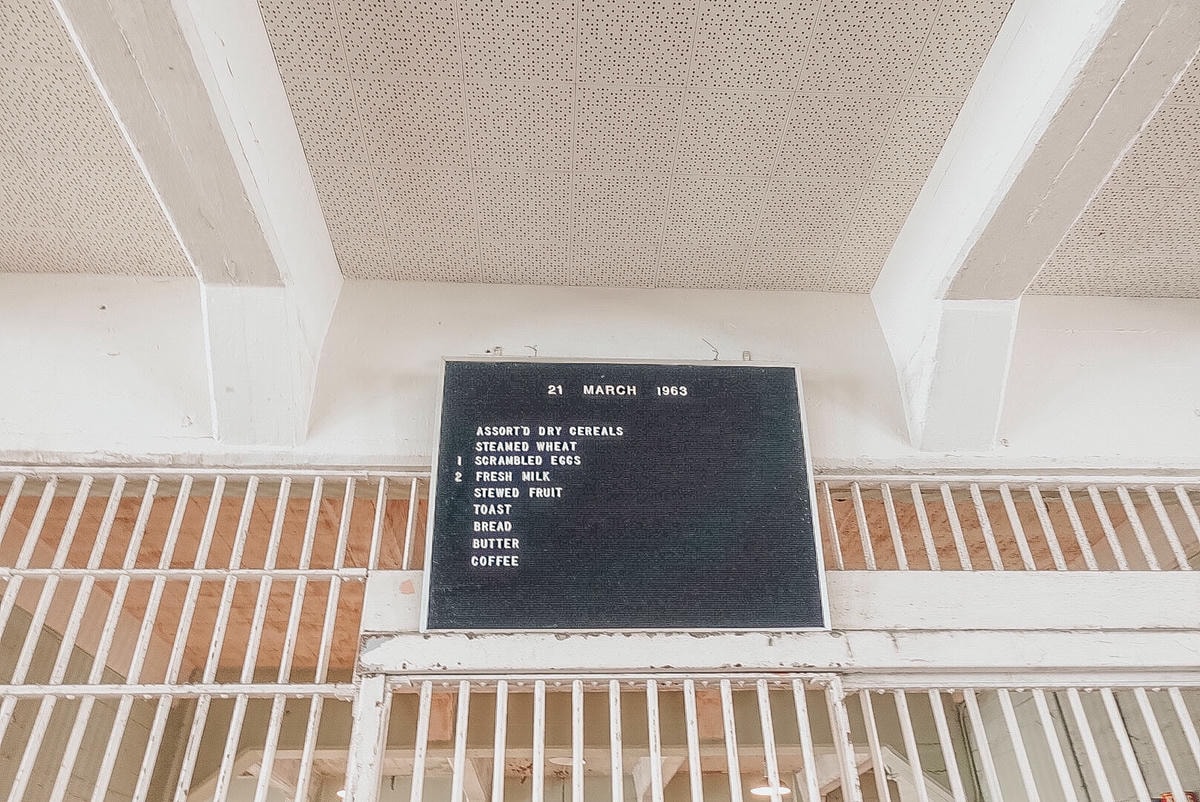 21 MARCH 1963
ASSORT'D DRY CEREALS
STEAMED WHEAT
1 SCRAMBLED EGGS
2 FRESH MILK
STEWED FRUIT
TOAST
BREAD
BUTTER
COFFEE